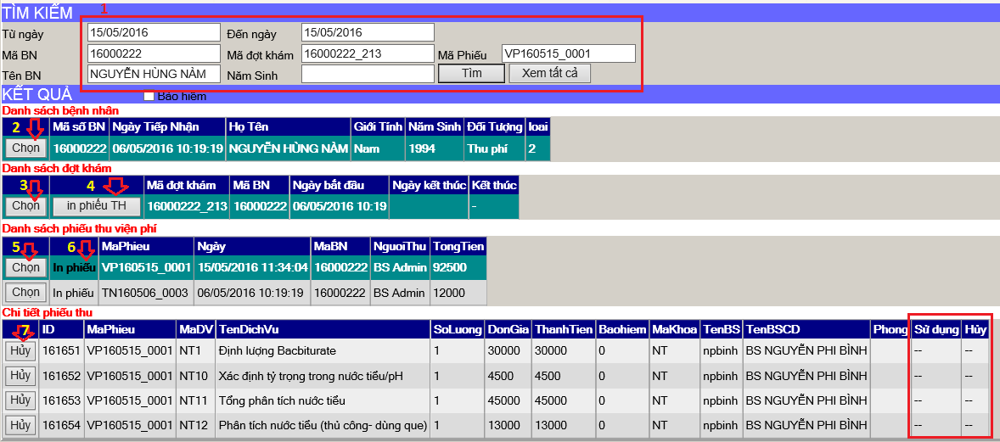 TÌM KIẾM 1
Từ ngày 15/05/2016 Đến ngày 15/05/2016
Mã BN 16000222 Mã đợt khám 16000222_213 Mã Phiếu VP160515_0001
Tên BN NGUYỄN HÙNG NÀM Năm Sinh Tìm Xem tất cả
KẾT QUẢ Bảo hiểm
Danh sách bệnh nhân
2 Mã số BN Ngày Tiếp Nhận Họ Tên Giới Tính Năm Sinh Đối Tượng loai
Chọn 16000222 06/05/2016 10:19:19 NGUYỄN HÙNG NÀM Nam 1994 Thu phí 2
Danh sách đợt khám
3 4 Mã đợt khám Mã BN Ngày bắt đầu Ngày kết thúc Kết thúc
Chọn in phiếu TH 16000222_213 16000222 06/05/2016 10:19 -
Danh sách phiếu thu viện phí
5 6 MaPhieu Ngày MaBN NguoiThu TongTien
Chọn In phiếu VP160515_0001 15/05/2016 11:34:04 16000222 BS Admin 92500
Chọn In phiếu TN160506_0003 06/05/2016 10:19:19 16000222 BS Admin 12000
Chi tiết phiếu thu
7 ID MaPhieu MaDV TenDichVu SoLuong DonGia ThanhTien Baohiem MaKhoa TenBS TenBSCD Phong Sử dụng Hủy
Hủy 161651 VP160515_0001 NT1 Định lượng Bacbiturate 1 30000 30000 0 NT npbinh BS NGUYỄN PHI BÌNH -- --
Hủy 161652 VP160515_0001 NT10 Xác định tỷ trọng trong nước tiểu/pH 1 4500 4500 0 NT npbinh BS NGUYỄN PHI BÌNH -- --
Hủy 161653 VP160515_0001 NT11 Tổng phân tích nước tiểu 1 45000 45000 0 NT npbinh BS NGUYỄN PHI BÌNH -- --
Hủy 161654 VP160515_0001 NT12 Phân tích nước tiểu (thủ công- dùng que) 1 13000 13000 0 NT npbinh BS NGUYỄN PHI BÌNH -- --